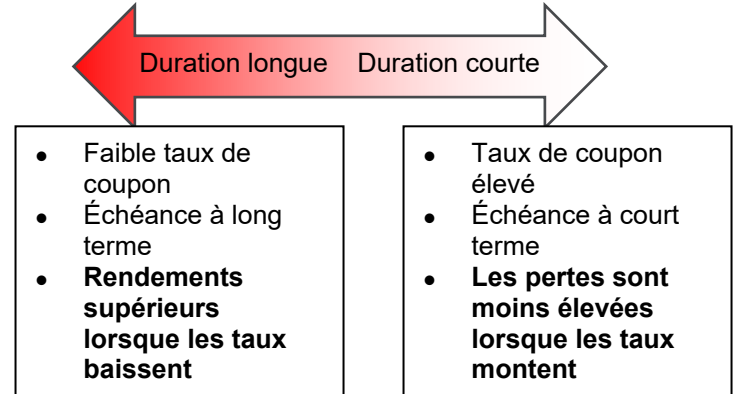 Duration longue Duration courte
● Faible taux de
coupon
● Échéance à long
terme
● Rendements
supérieurs
lorsque les taux
baissent
● Taux de coupon
élevé
● Échéance à court
terme
● Les pertes sont
moins élevées
lorsque les taux
montent